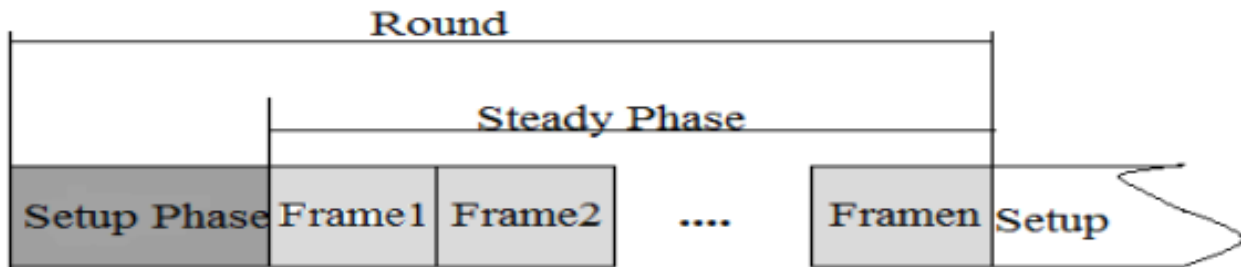 Round
Steady Phase
Setup Phase Frame1 Frame2 .... Framen Setup